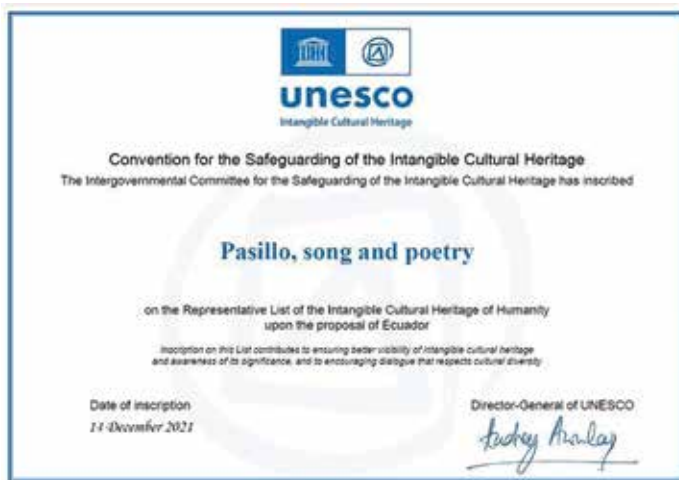 unesco
Intangible Cultural Heritage
Convention for the Safeguarding of the Intangible Cultural Heritage
The Intergovernmental Committee for the Safeguarding of the Intangible Cultural Heritage has inscribed
Pasillo, song and poetry
on the Representative List of the Intangible Cultural Heritage of Humanity
upon the proposal of Ecuador
Inscription on this List contributes to ensuring better visibility of intangible cultural heritage
and awareness of its significance, and to encouraging dialogue that respects cultural diversity
Date of inscription
14 December 2021
Director-General of UNESCO